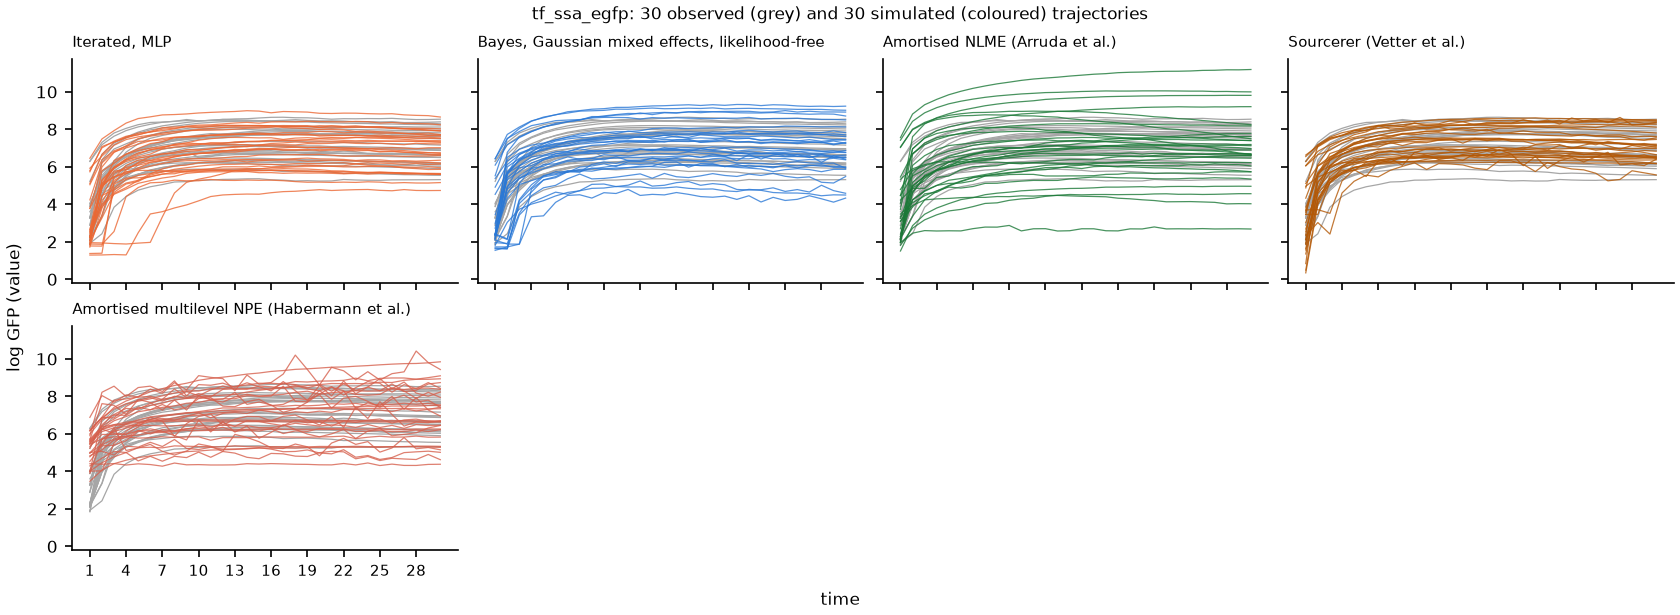 tf_ssa_egfp: 30 observed (grey) and 30 simulated (coloured) trajectories
Iterated, MLP
Bayes, Gaussian mixed effects, likelihood-free
Amortised NLME (Arruda et al.)
Sourcerer (Vetter et al.)
10
8
6
4
2
0
Amortised multilevel NPE (Habermann et al.)
log GFP (value)
10
8
6
4
2
0
1 4 7 10 13 16 19 22 25 28
time